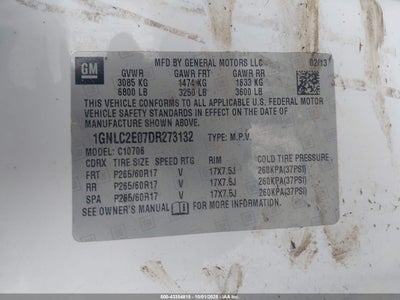 GM
MFD BY GENERAL MOTORS LLC 02/13
GVWR GAWR FRT GAWR RR
3085 KG 1474 KG 1633 KG
6800 LB 3250 LB 3600 LB
THIS VEHICLE CONFORMS TO ALL APPLICABLE U.S. FEDERAL
MOTOR VEHICLE SAFETY STANDARDS IN EFFECT ON THE DATE OF
MANUFACTURE SHOWN ABOVE.
1GNLC2E07DR273132 TYPE: M.P.V.
MODEL: C10706
CDRX TIRE SIZE SPEED RTG RIM COLD TIRE PRESSURE
FRT P265/60R17 V 17X7.5J 260KPA(37PSI)
RR P265/60R17 V 17X7.5J 260KPA(37PSI)
SPA P265/60R17 V 17X7.5J 260KPA(37PSI)
SEE OWNER'S MANUAL FOR ADDITIONAL INFORMATION.